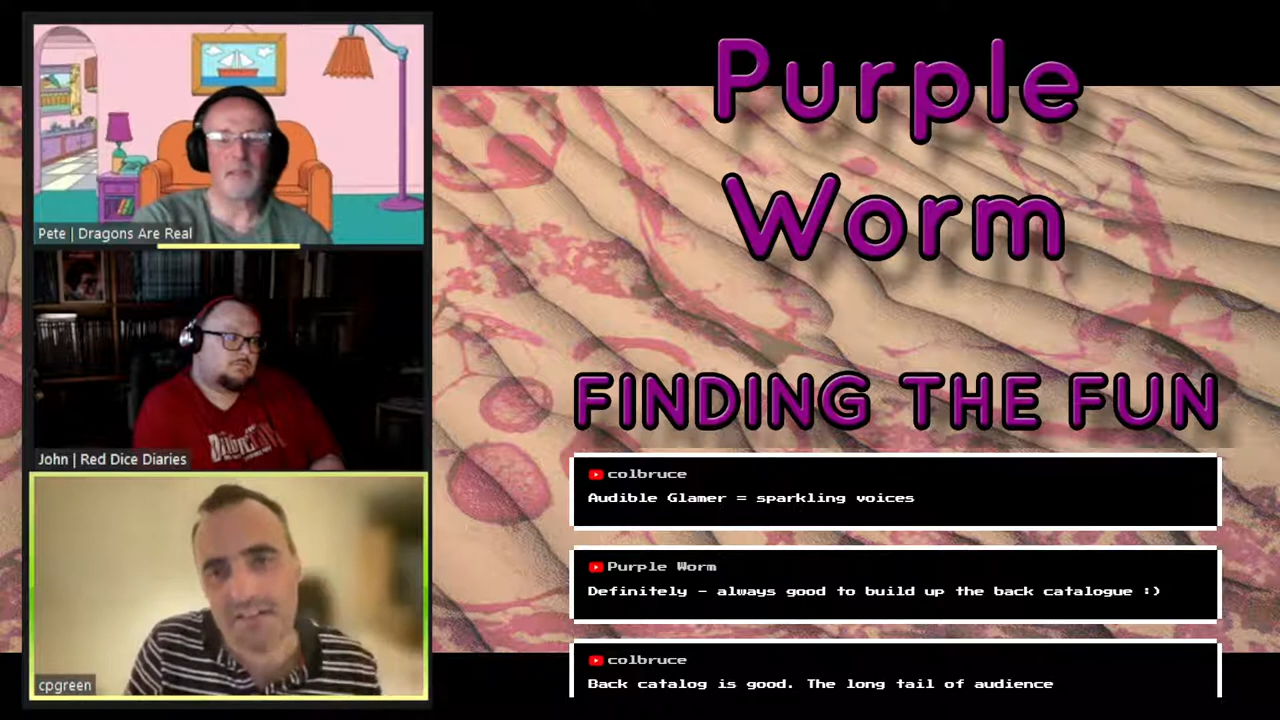 Pete | Dragons Are Real
John | Red Dice Diaries
cpgreen
Purple
Worm
FINDING THE FUN
colbruce
Audible Glamer = sparkling voices
Purple Worm
Definitely - always good to build up the back catalogue :)
colbruce
Back catalog is good. The long tail of audience